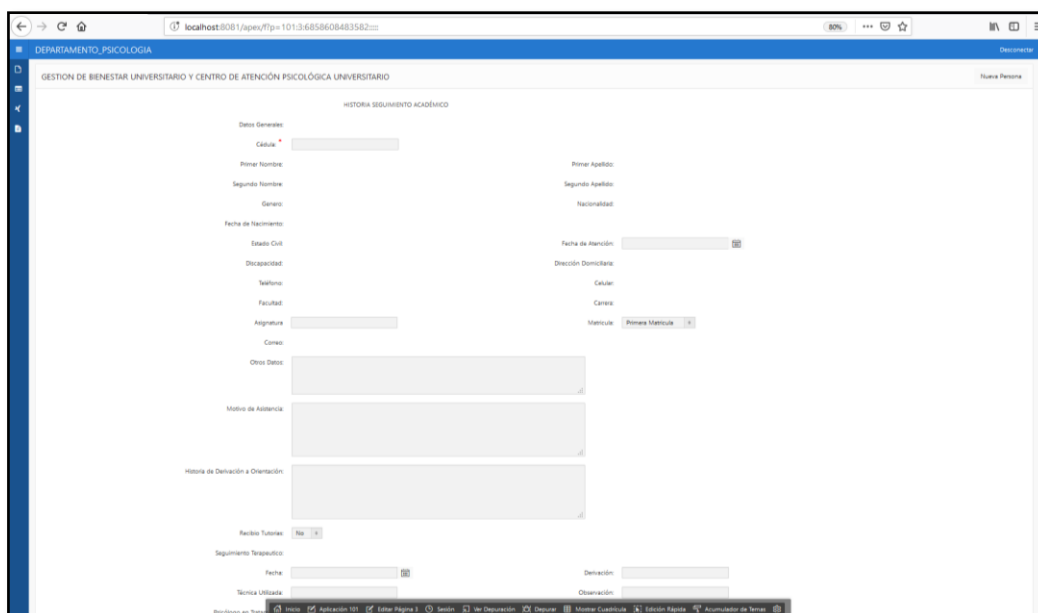 localhost:8081/apex/f?p=101:3:6858608483582:::::
80%
DEPARTAMENTO_PSICOLOGIA
Desconectar
GESTION DE BIENESTAR UNIVERSITARIO Y CENTRO DE ATENCIÓN PSICOLÓGICA UNIVERSITARIO
Nueva Persona
HISTORIA SEGUIMIENTO ACADÉMICO
Datos Generales:
Cédula: *
Primer Nombre: Primer Apellido:
Segundo Nombre: Segundo Apellido:
Genero: Nacionalidad:
Fecha de Nacimiento:
Estado Civil: Fecha de Atención:
Discapacidad: Dirección Domiciliaria:
Teléfono: Celular:
Facultad: Carrera:
Asignatura: Matricula: Primera Matricula
Correo:
Otros Datos:
Motivo de Asistencia:
Historia de Derivación a Orientación:
Recibio Tutorias: No
Seguimiento Terapeutico:
Fecha: Derivación:
Técnica Utilizada: Observación:
Psicólogo en
Inicio Aplicación 101 Editar Página 3 Sesión Ver Depuración Depurar Mostrar Cuadrícula Edición Rápida Acumulador de Temas